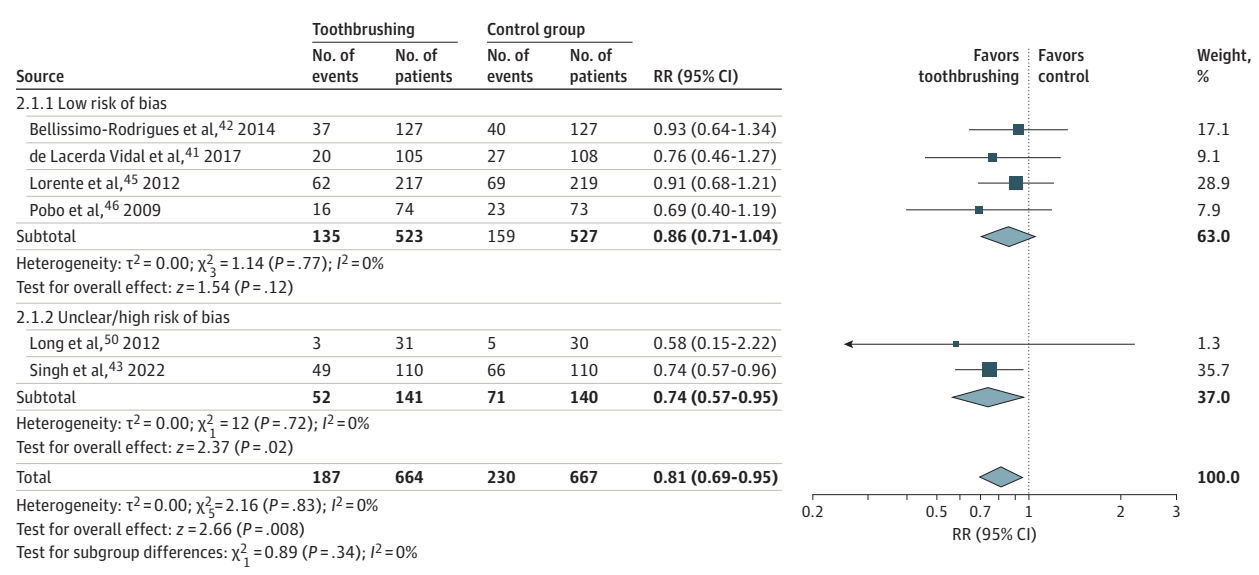 Toothbrushing Control group
Source No. of events No. of patients No. of events No. of patients RR (95% CI) Favors toothbrushing Favors control Weight, %
2.1.1 Low risk of bias
Bellissimo-Rodrigues et al,42 2014 37 127 40 127 0.93 (0.64-1.34) 17.1
de Lacerda Vidal et al,41 2017 20 105 27 108 0.76 (0.46-1.27) 9.1
Lorente et al,45 2012 62 217 69 219 0.91 (0.68-1.21) 28.9
Pobo et al,46 2009 16 74 23 73 0.69 (0.40-1.19) 7.9
Subtotal 135 523 159 527 0.86 (0.71-1.04) 63.0
Heterogeneity: τ2 = 0.00; χ23 = 1.14 (P = .77); I2 = 0%
Test for overall effect: z = 1.54 (P = .12)
2.1.2 Unclear/high risk of bias
Long et al,50 2012 3 31 5 30 0.58 (0.15-2.22) 1.3
Singh et al,43 2022 49 110 66 110 0.74 (0.57-0.96) 35.7
Subtotal 52 141 71 140 0.74 (0.57-0.95) 37.0
Heterogeneity: τ2 = 0.00; χ21 = 12 (P = .72); I2 = 0%
Test for overall effect: z = 2.37 (P = .02)
Total 187 664 230 667 0.81 (0.69-0.95) 100.0
Heterogeneity: τ2 = 0.00; χ25 = 2.16 (P = .83); I2 = 0%
Test for overall effect: z = 2.66 (P = .008)
Test for subgroup differences: χ21 = 0.89 (P = .34); I2 = 0%
0.2 0.5 0.7 1 2 3
RR (95% CI)